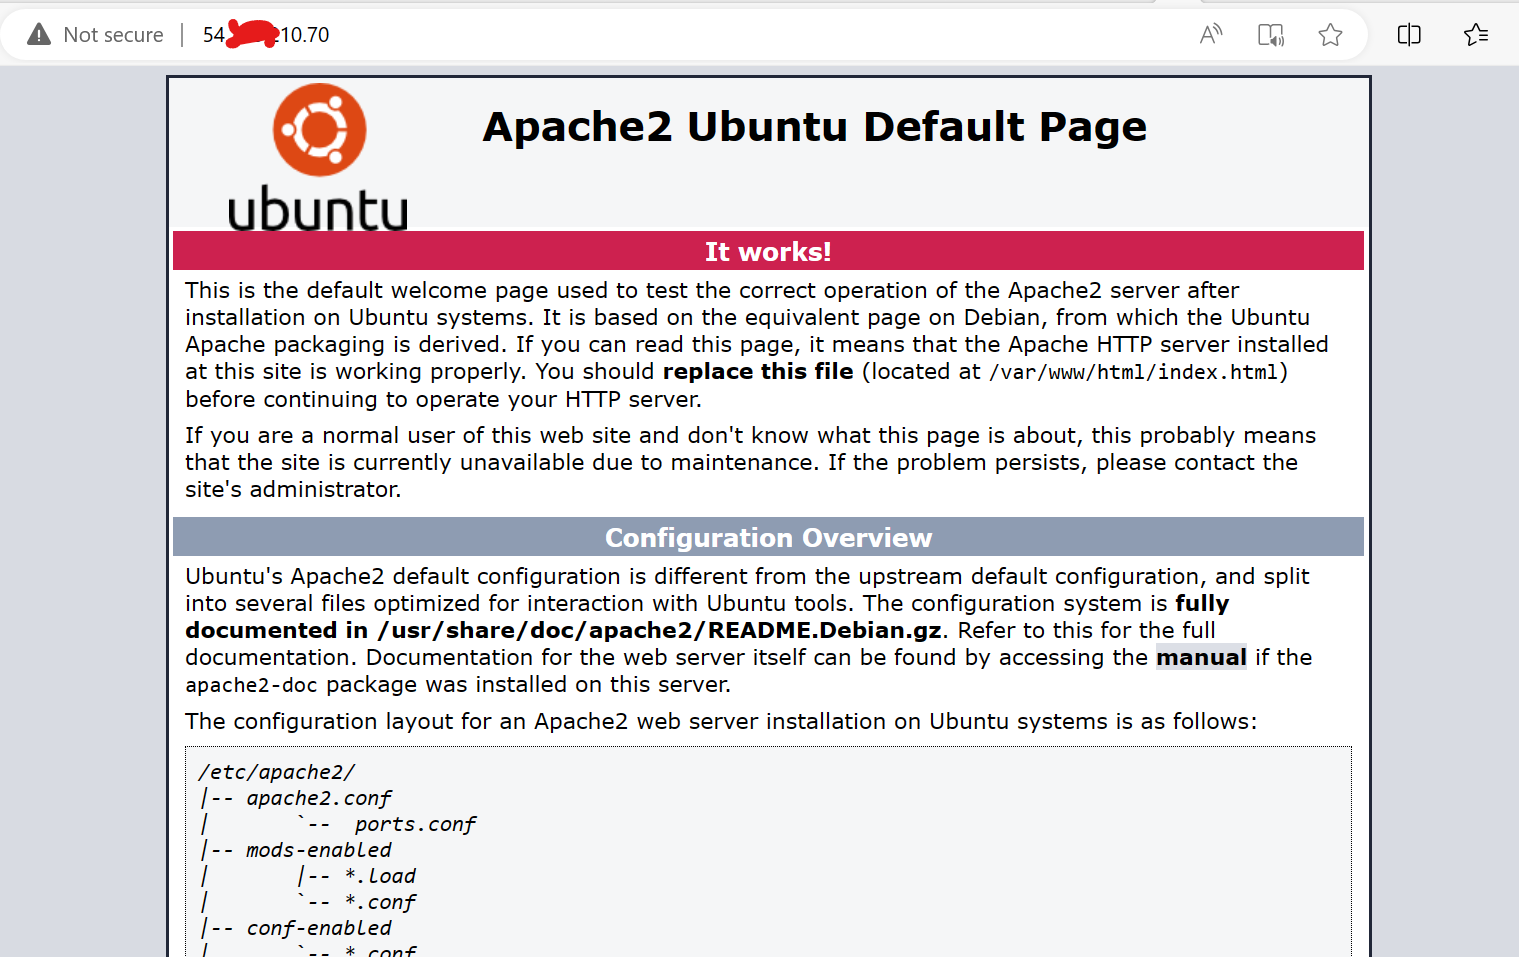 Not secure | 54 10.70
Apache2 Ubuntu Default Page
ubuntu
It works!
This is the default welcome page used to test the correct operation of the Apache2 server after
installation on Ubuntu systems. It is based on the equivalent page on Debian, from which the Ubuntu
Apache packaging is derived. If you can read this page, it means that the Apache HTTP server installed
at this site is working properly. You should replace this file (located at /var/www/html/index.html)
before continuing to operate your HTTP server.
If you are a normal user of this web site and don't know what this page is about, this probably means
that the site is currently unavailable due to maintenance. If the problem persists, please contact the
site's administrator.
Configuration Overview
Ubuntu's Apache2 default configuration is different from the upstream default configuration, and split
into several files optimized for interaction with Ubuntu tools. The configuration system is fully
documented in /usr/share/doc/apache2/README.Debian.gz. Refer to this for the full
documentation. Documentation for the web server itself can be found by accessing the manual if the
apache2-doc package was installed on this server.
The configuration layout for an Apache2 web server installation on Ubuntu systems is as follows:
/etc/apache2/
|-- apache2.conf
|       `--  ports.conf
|-- mods-enabled
|       |-- *.load
|       `-- *.conf
|-- conf-enabled
|       `-- *.conf